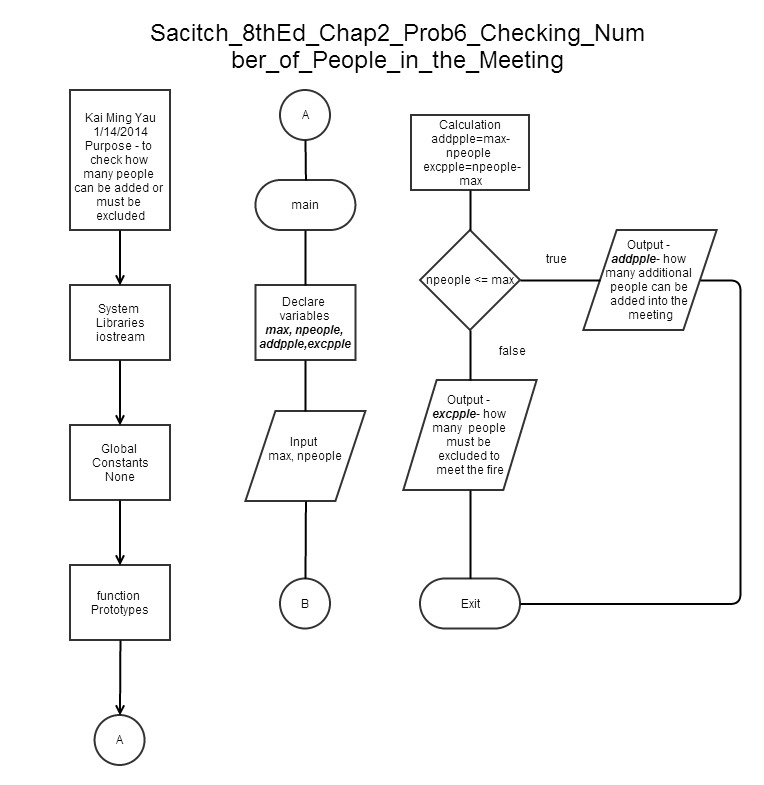 Sacitch_8thEd_Chap2_Prob6_Checking_Num
ber_of_People_in_the_Meeting
Kai Ming Yau
1/14/2014
Purpose - to
check how
many people
can be added or
must be
excluded
System
Libraries
iostream
Global
Constants
None
function
Prototypes
A
A
main
Declare
variables
max, npeople,
addpple,excpple
Input
max, npeople
B
Calculation
addpple=max-
npeople
excpple=npeople-
max
npeople <= max
true
Output -
addpple- how
many additional
people can be
added into the
meeting
false
Output -
excpple- how
many people
must be
excluded to
meet the fire
Exit